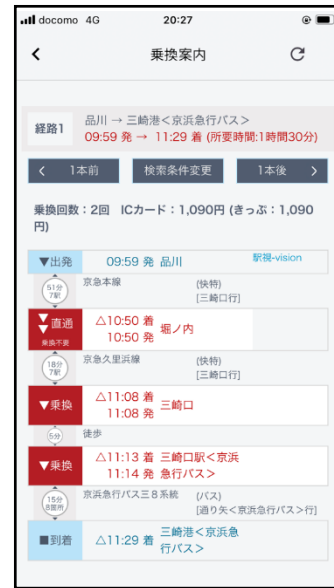 docomo 4G 20:27
乗換案内
経路1
品川 → 三崎港<京浜急行バス>
09:59 発 → 11:29 着 (所要時間:1時間30分)
1本前
検索条件変更
1本後
乗換回数:2回 ICカード:1,090円 (きっぷ:1,090
円)
▼出発 09:59 発 品川 駅視-vision
51分
7駅
京急本線 (快特)
[三崎口行]
直通
乗換不要
△10:50 着
10:50 発
堀ノ内
18分
7駅
京急久里浜線 (快特)
[三崎口行]
▼乗換
△11:08 着
11:08 発
三崎口
5分 徒歩
▼乗換
△11:13 着 三崎口駅<京浜
11:14 発 急行バス>
15分
8箇所
京浜急行バス三8系統 (バス)
[通り矢<京浜急行バス>行]
■到着 △11:29 着
三崎港<京浜急
行バス>